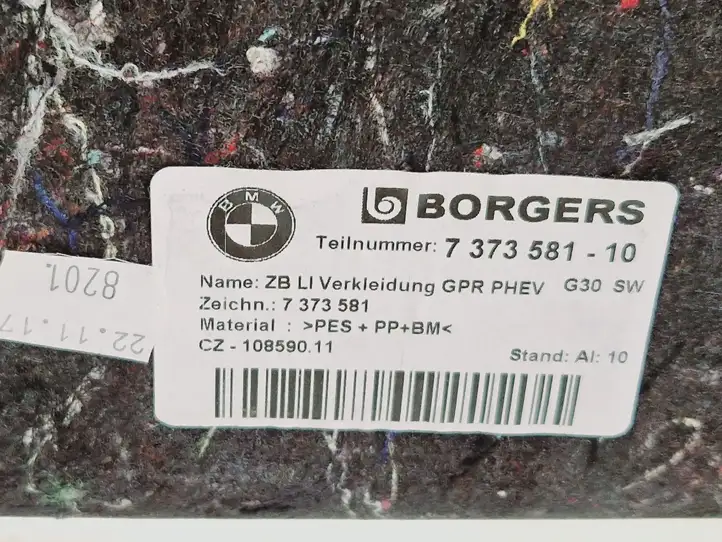 BMW
BORGERS
Teilnummer: 7 373 581 - 10
Name: ZB LI Verkleidung GPR PHEV G30 SW
Zeichn.: 7 373 581
Material : >PES + PP+BM<
CZ - 108590.11
Stand: AI: 10
22.11.17
8201.